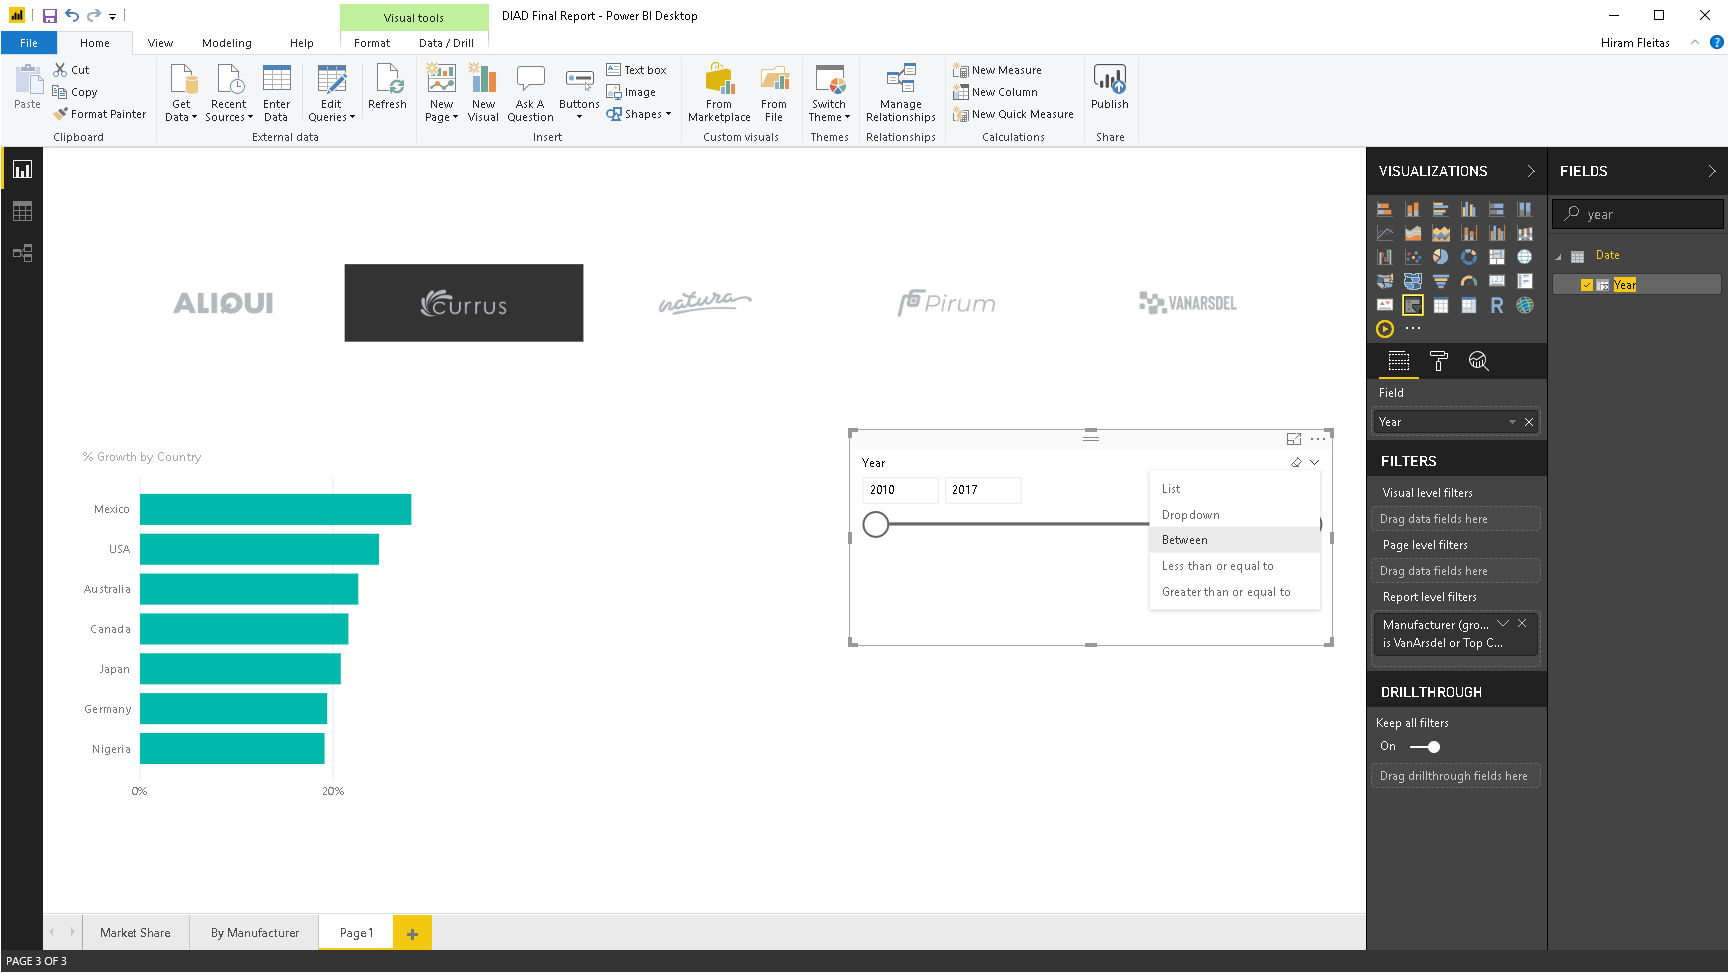 Visual tools
DIAD Final Report - Power BI Desktop
File
Home
View
Modeling
Help
Format
Data / Drill
Hiram Fleitas
Paste
Cut
Copy
Format Painter
Clipboard
Get Data
Recent Sources
Enter Data
Edit Queries
Refresh
External data
New Page
New Visual
Ask A Question
Buttons
Text box
Image
Shapes
Insert
From Marketplace
From File
Custom visuals
Switch Theme
Themes
Manage Relationships
Relationships
New Measure
New Column
New Quick Measure
Calculations
Publish
Share
ALIQUI
currus
natura
Pirum
VANARSDEL
% Growth by Country
Mexico
USA
Australia
Canada
Japan
Germany
Nigeria
0%
20%
Year
2010
2017
List
Dropdown
Between
Less than or equal to
Greater than or equal to
VISUALIZATIONS
R
Field
Year
FILTERS
Visual level filters
Drag data fields here
Page level filters
Drag data fields here
Report level filters
Manufacturer (gro...
is VanArsdel or Top C...
DRILLTHROUGH
Keep all filters
On
Drag drillthrough fields here
FIELDS
year
Date
Year
Market Share
By Manufacturer
Page 1
PAGE 3 OF 3